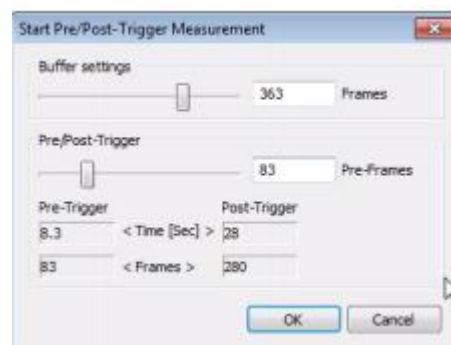 Start Pre/Post-Trigger Measurement
Buffer settings
363 Frames
Pre/Post-Trigger
83 Pre-Frames
Pre-Trigger Post-Trigger
8.3 < Time [Sec] > 28
83 < Frames > 280
OK Cancel